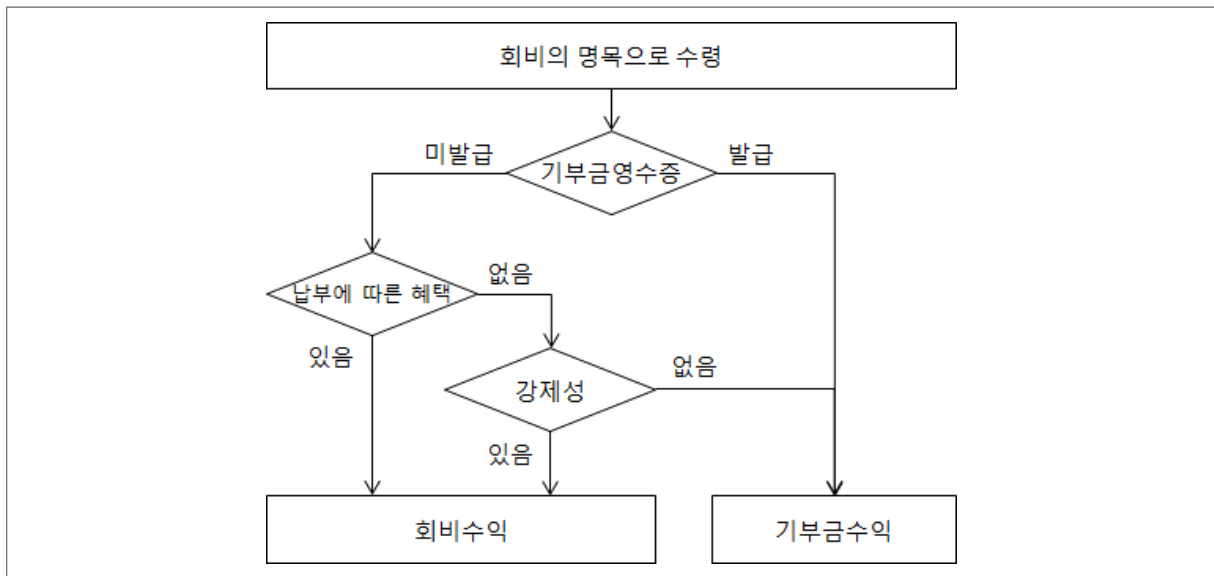 회비의 명목으로 수령
미발급
발급
기부금영수증
없음
납부에 따른 혜택
있음
없음
강제성
있음
회비수익
기부금수익